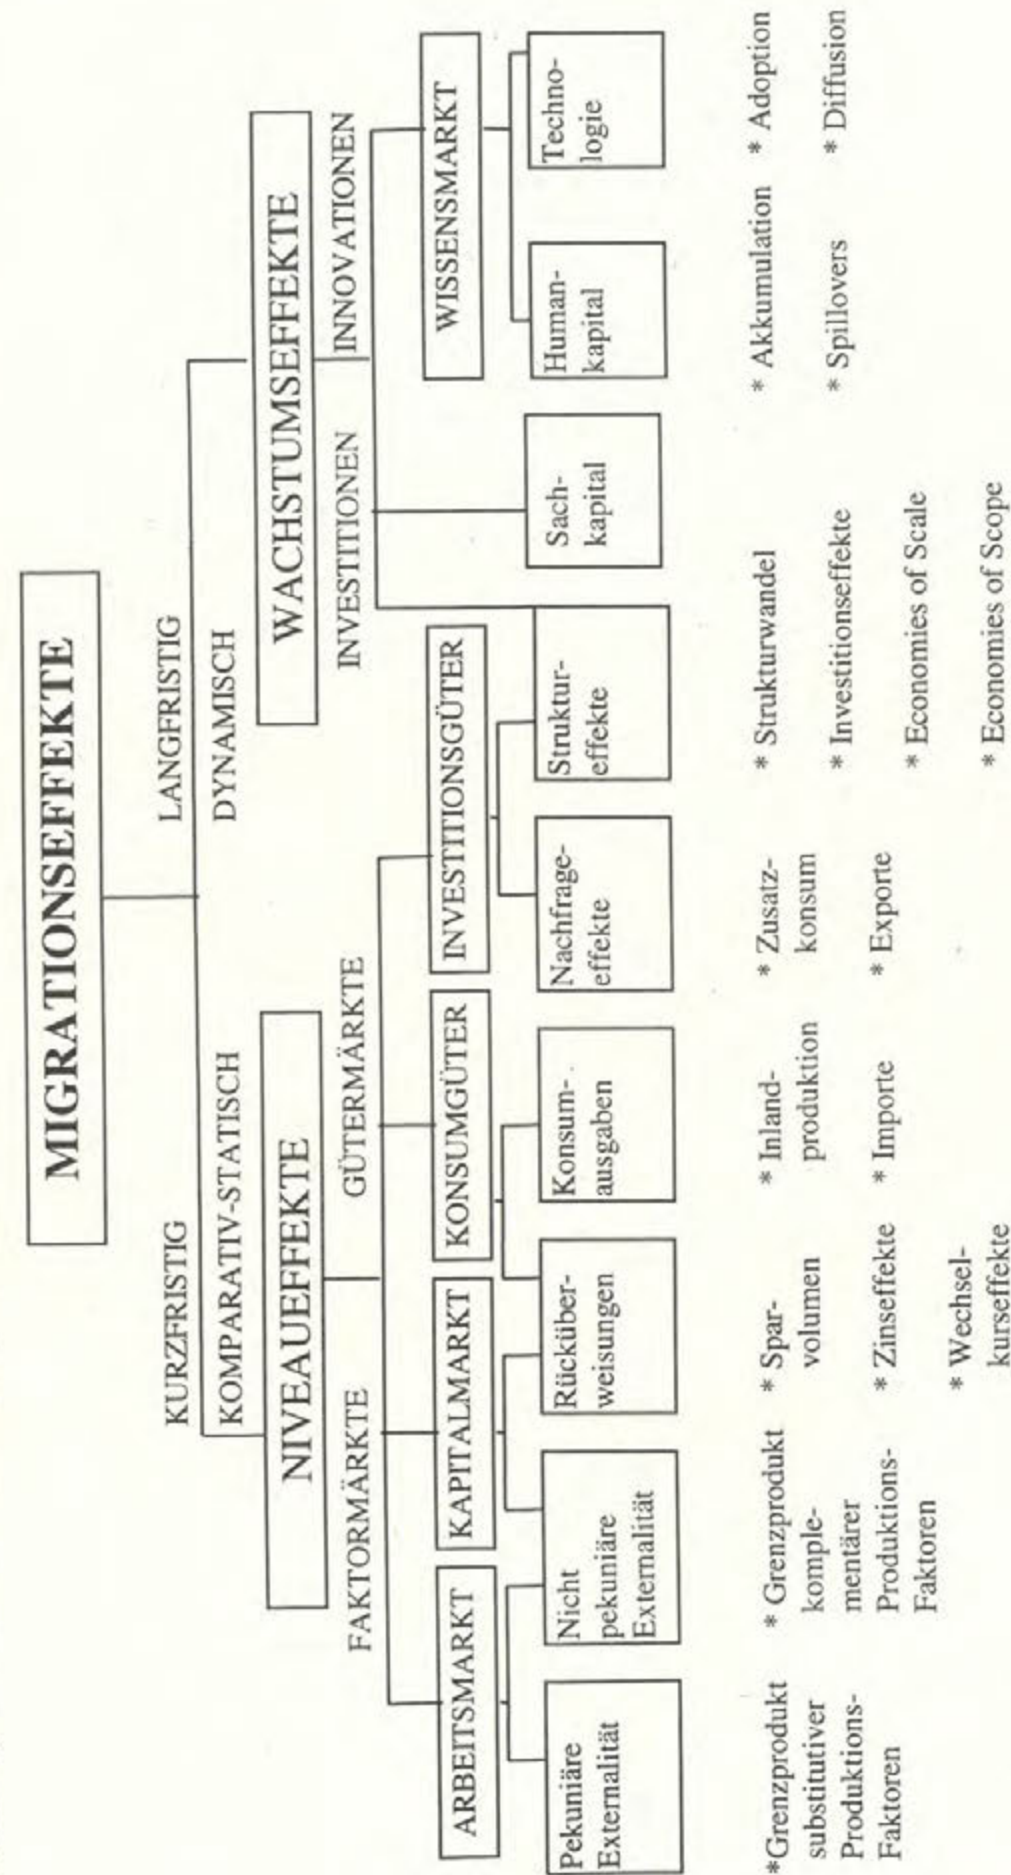 MIGRATIONSEFFEKTE
KURZFRISTIG
LANGFRISTIG
KOMPARATIV-STATISCH
DYNAMISCH
NIVEAUEFFEKTE
WACHSTUMSEFFEKTE
FAKTORMÄRKTE
GÜTERMÄRKTE
INVESTITIONEN
INNOVATIONEN
ARBEITSMARKT
KAPITALMARKT
KONSUMGÜTER
INVESTITIONSGÜTER
WISSENSMARKT
Pekuniäre
Externalität
Nicht
pekuniäre
Externalität
Rücküber-
weisungen
Konsum-
ausgaben
Nachfrage-
effekte
Struktur-
effekte
Sach-
kapital
Human-
kapital
Techno-
logie
*Grenzprodukt
substitutiver
Produktions-
Faktoren
* Grenzprodukt
komple-
mentärer
Produktions-
Faktoren
* Spar-
volumen
* Zinseffekte
* Wechsel-
kurseffekte
* Inland-
produktion
* Importe
* Zusatz-
konsum
* Exporte
* Strukturwandel
* Investitionseffekte
* Economies of Scale
* Economies of Scope
* Akkumulation
* Spillovers
* Adoption
* Diffusion